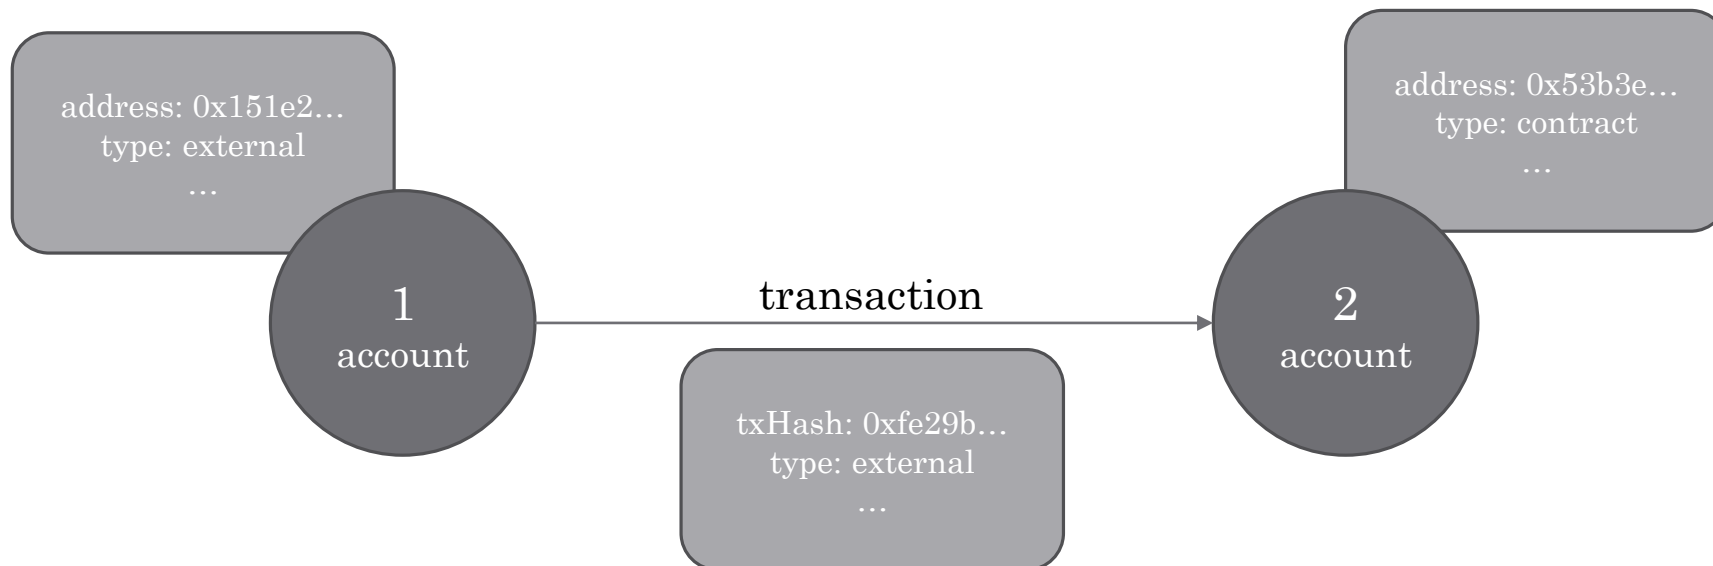 address: 0x151e2...
type: external
...
address: 0x53b3e...
type: contract
...
1
account
transaction
2
account
txHash: 0xfe29b...
type: external
...